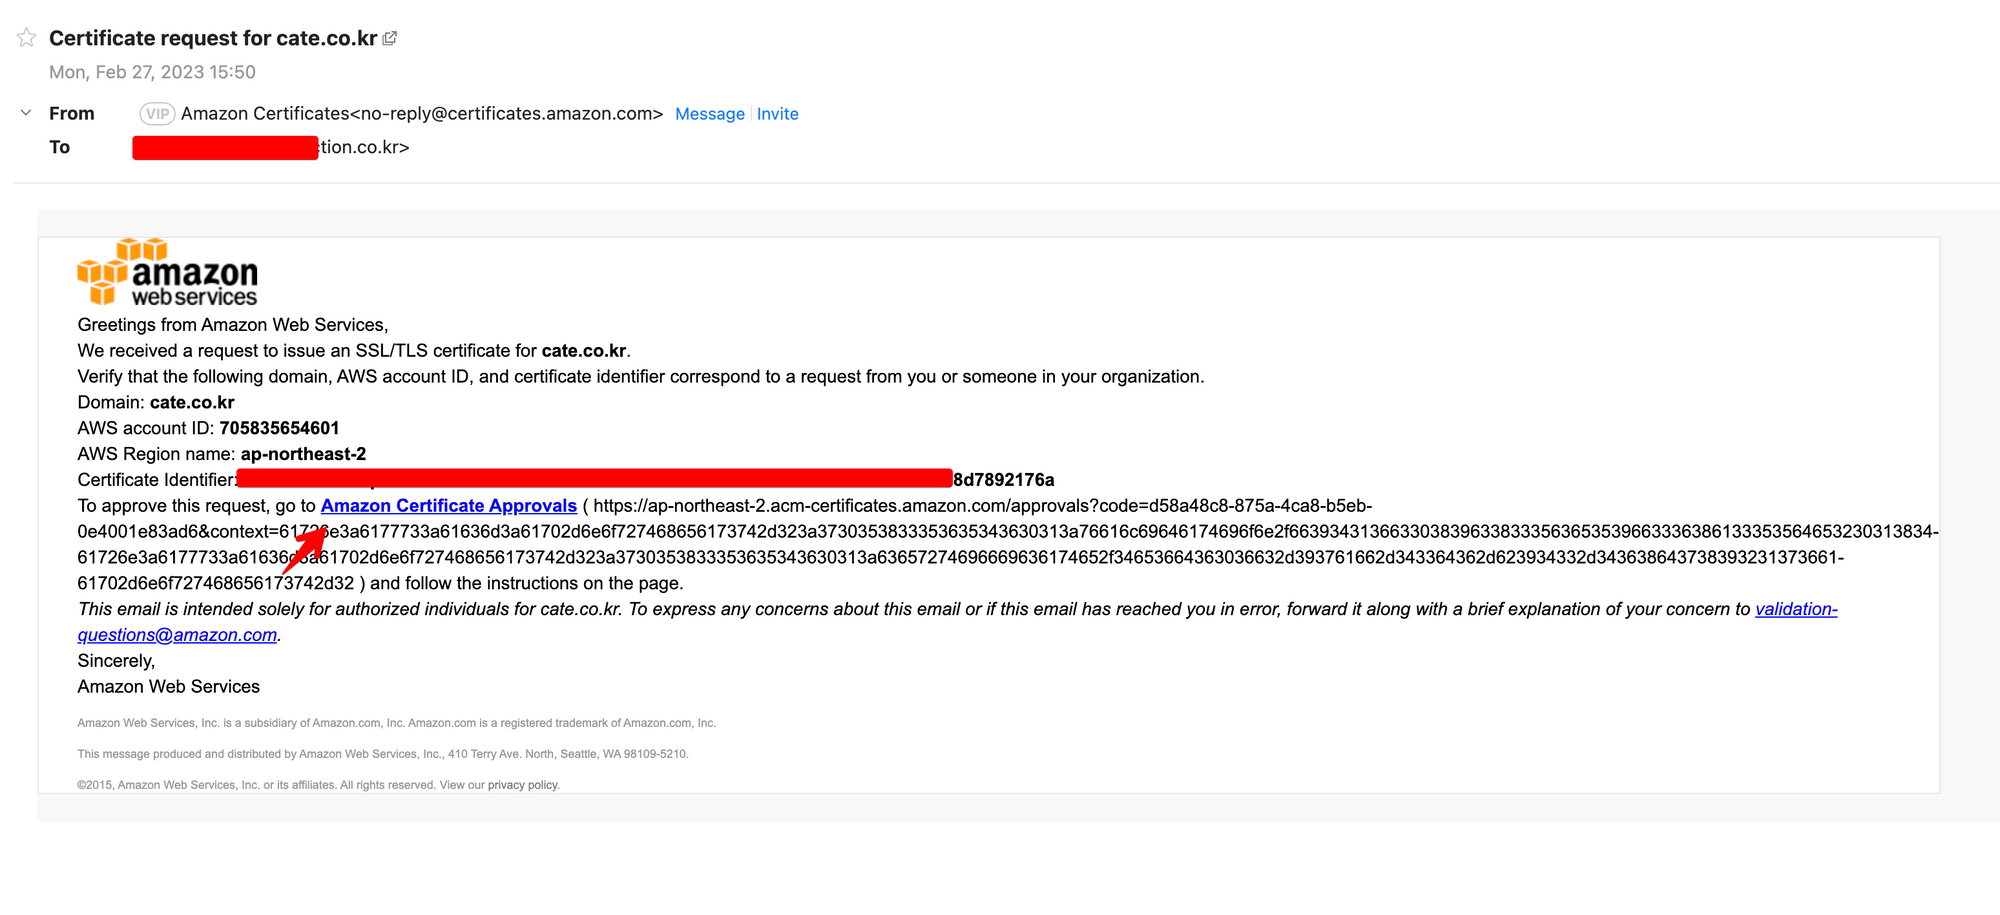 Certificate request for cate.co.kr
Mon, Feb 27, 2023 15:50
From VIP Amazon Certificates<no-reply@certificates.amazon.com> Message Invite
To tion.co.kr>
amazon
web services
Greetings from Amazon Web Services,
We received a request to issue an SSL/TLS certificate for cate.co.kr.
Verify that the following domain, AWS account ID, and certificate identifier correspond to a request from you or someone in your organization.
Domain: cate.co.kr
AWS account ID: 705835654601
AWS Region name: ap-northeast-2
Certificate Identifier: 8d7892176a
To approve this request, go to Amazon Certificate Approvals ( https://ap-northeast-2.acm-certificates.amazon.com/approvals?code=d58a48c8-875a-4ca8-b5eb-
0e4001e83ad6&context=61726e3a6177733a61636d3a61702d6e6f727468656173742d323a3730353833353635343630313a76616c69646174696f6e2f66393431366330383963383335636535396633363861333535646532303138​34-
61726e3a6177733a61636d3a61702d6e6f727468656173742d323a3730353833353635343630313a63657274696669636174652f34653664363036632d393761662d343364362d623934332d343638643738393231373661-
61702d6e6f727468656173742d32 ) and follow the instructions on the page.
This email is intended solely for authorized individuals for cate.co.kr. To express any concerns about this email or if this email has reached you in error, forward it along with a brief explanation of your concern to validation-
questions@amazon.com.
Sincerely,
Amazon Web Services
Amazon Web Services, Inc. is a subsidiary of Amazon.com, Inc. Amazon.com is a registered trademark of Amazon.com, Inc.
This message produced and distributed by Amazon Web Services, Inc., 410 Terry Ave. North, Seattle, WA 98109-5210.
©2015, Amazon Web Services, Inc. or its affiliates. All rights reserved. View our privacy policy.